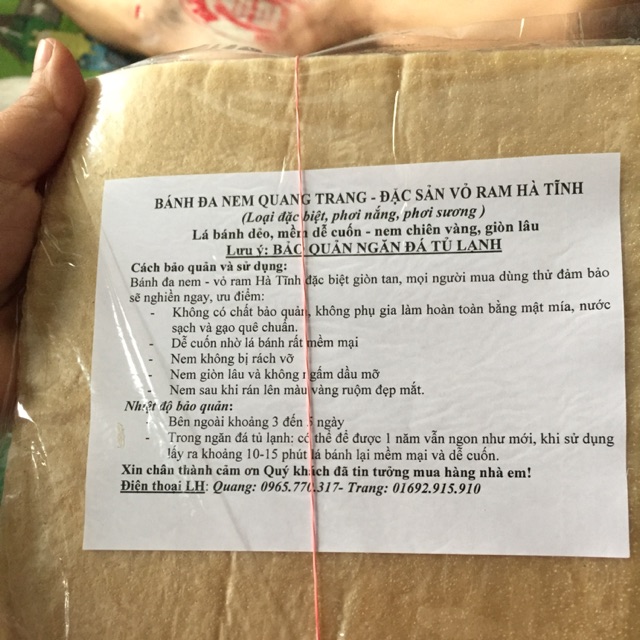 BÁNH ĐA NEM QUANG TRANG - ĐẶC SẢN VỎ RAM HÀ TĨNH
(Loại đặc biệt, phơi nắng, phơi sương )
Lá bánh dẻo, mềm dễ cuốn - nem chiên vàng, giòn lâu
Lưu ý: BẢO QUẢN NGĂN ĐÁ TỦ LẠNH
Cách bảo quản và sử dụng:
Bánh đa nem - vỏ ram Hà Tĩnh đặc biệt giòn tan, mọi người mua dùng thử đảm bảo
sẽ nghiền ngay, ưu điểm:
- Không có chất bảo quản, không phụ gia làm hoàn toàn bằng mật mía, nước
sạch và gạo quê chuẩn.
- Dễ cuốn nhờ lá bánh rất mềm mại
- Nem không bị rách vỡ
- Nem giòn lâu và không ngấm dầu mỡ
- Nem sau khi rán lên màu vàng ruộm đẹp mắt.
Nhiệt độ bảo quản:
- Bên ngoài khoảng 3 đến 5 ngày
- Trong ngăn đá tủ lạnh: có thể để được 1 năm vẫn ngon như mới, khi sử dụng
lấy ra khoảng 10-15 phút lá bánh lại mềm mại và dễ cuốn.
Xin chân thành cảm ơn Quý khách đã tin tưởng mua hàng nhà em!
Điện thoại LH: Quang: 0965.770.317- Trang: 01692.915.910